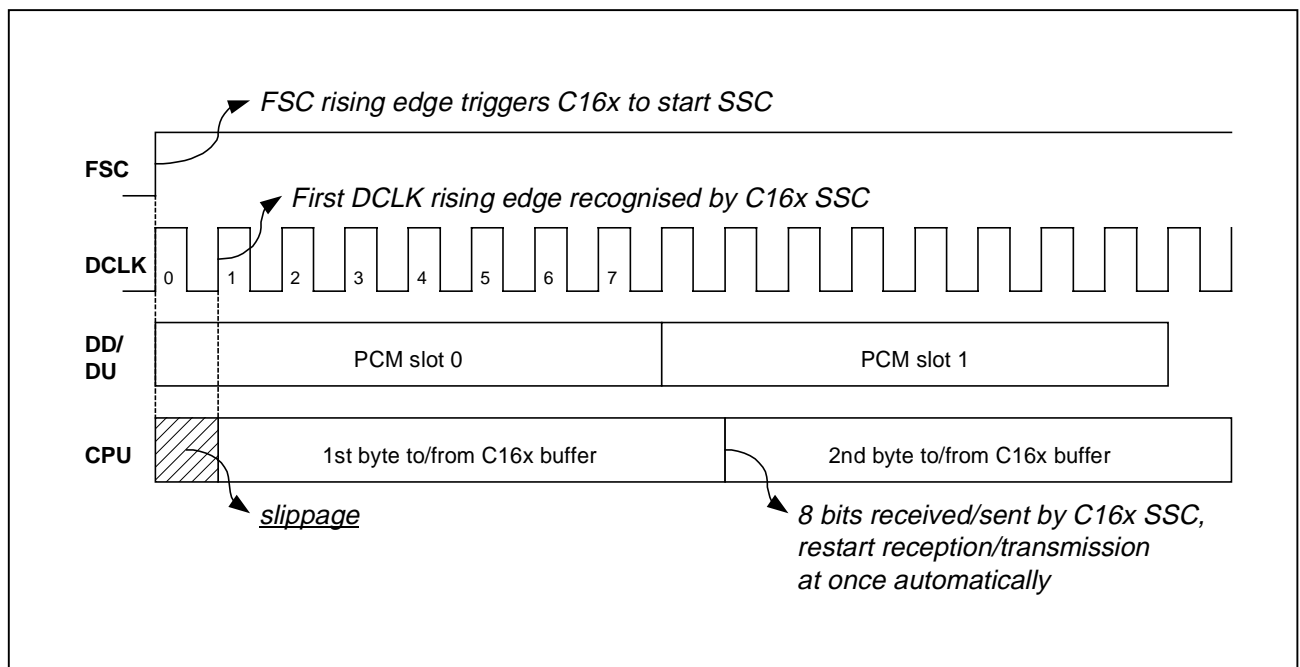 FSC rising edge triggers C16x to start SSC
FSC
First DCLK rising edge recognised by C16x SSC
DCLK
0 1 2 3 4 5 6 7
DD/
DU
PCM slot 0
PCM slot 1
CPU
1st byte to/from C16x buffer
2nd byte to/from C16x buffer
slippage
8 bits received/sent by C16x SSC,
restart reception/transmission
at once automatically